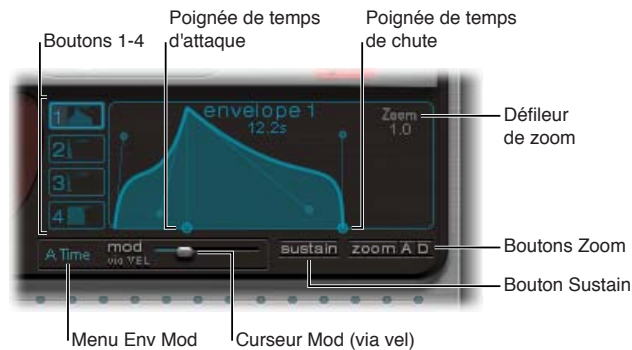 Poignée de temps
d'attaque
Poignée de temps
de chute
Boutons 1-4
1
2
3
4
envelope 1
12.2s
Zoom
1.0
Défileur
de zoom
A Time
mod
via VEL
sustain
zoom A D
Boutons Zoom
Bouton Sustain
Menu Env Mod
Curseur Mod (via vel)